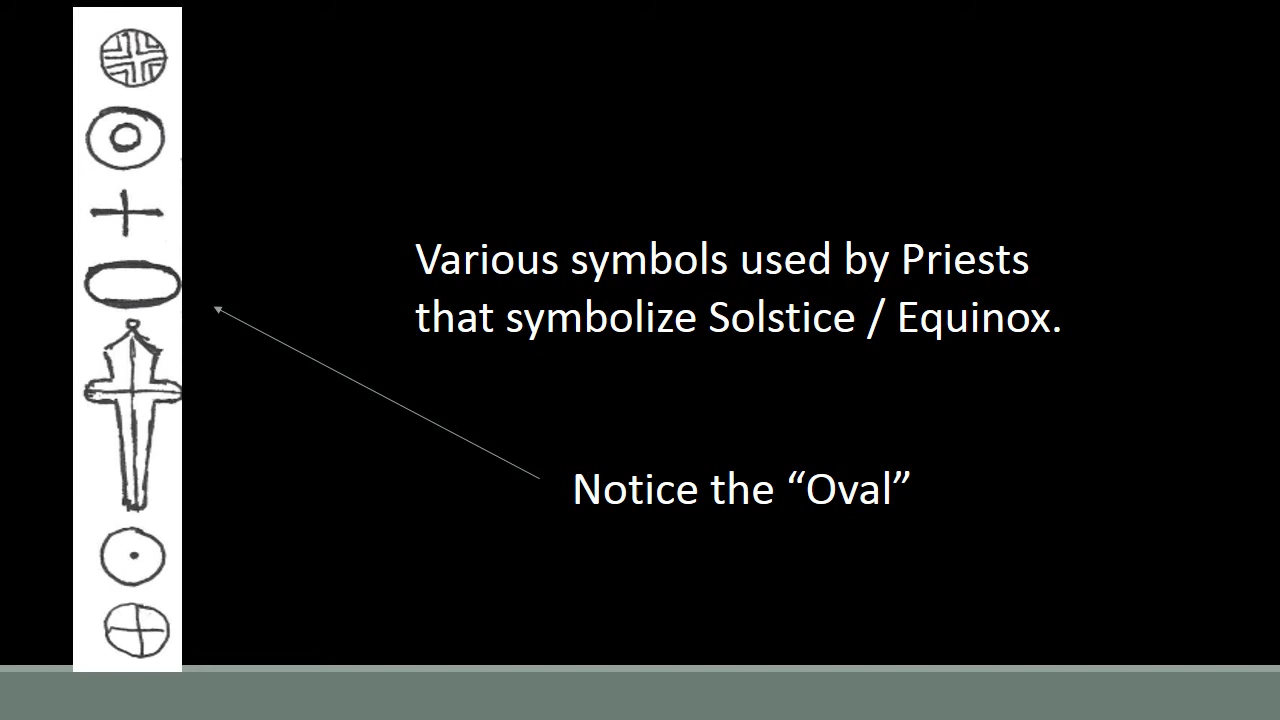 Various symbols used by Priests
that symbolize Solstice / Equinox.
Notice the “Oval”